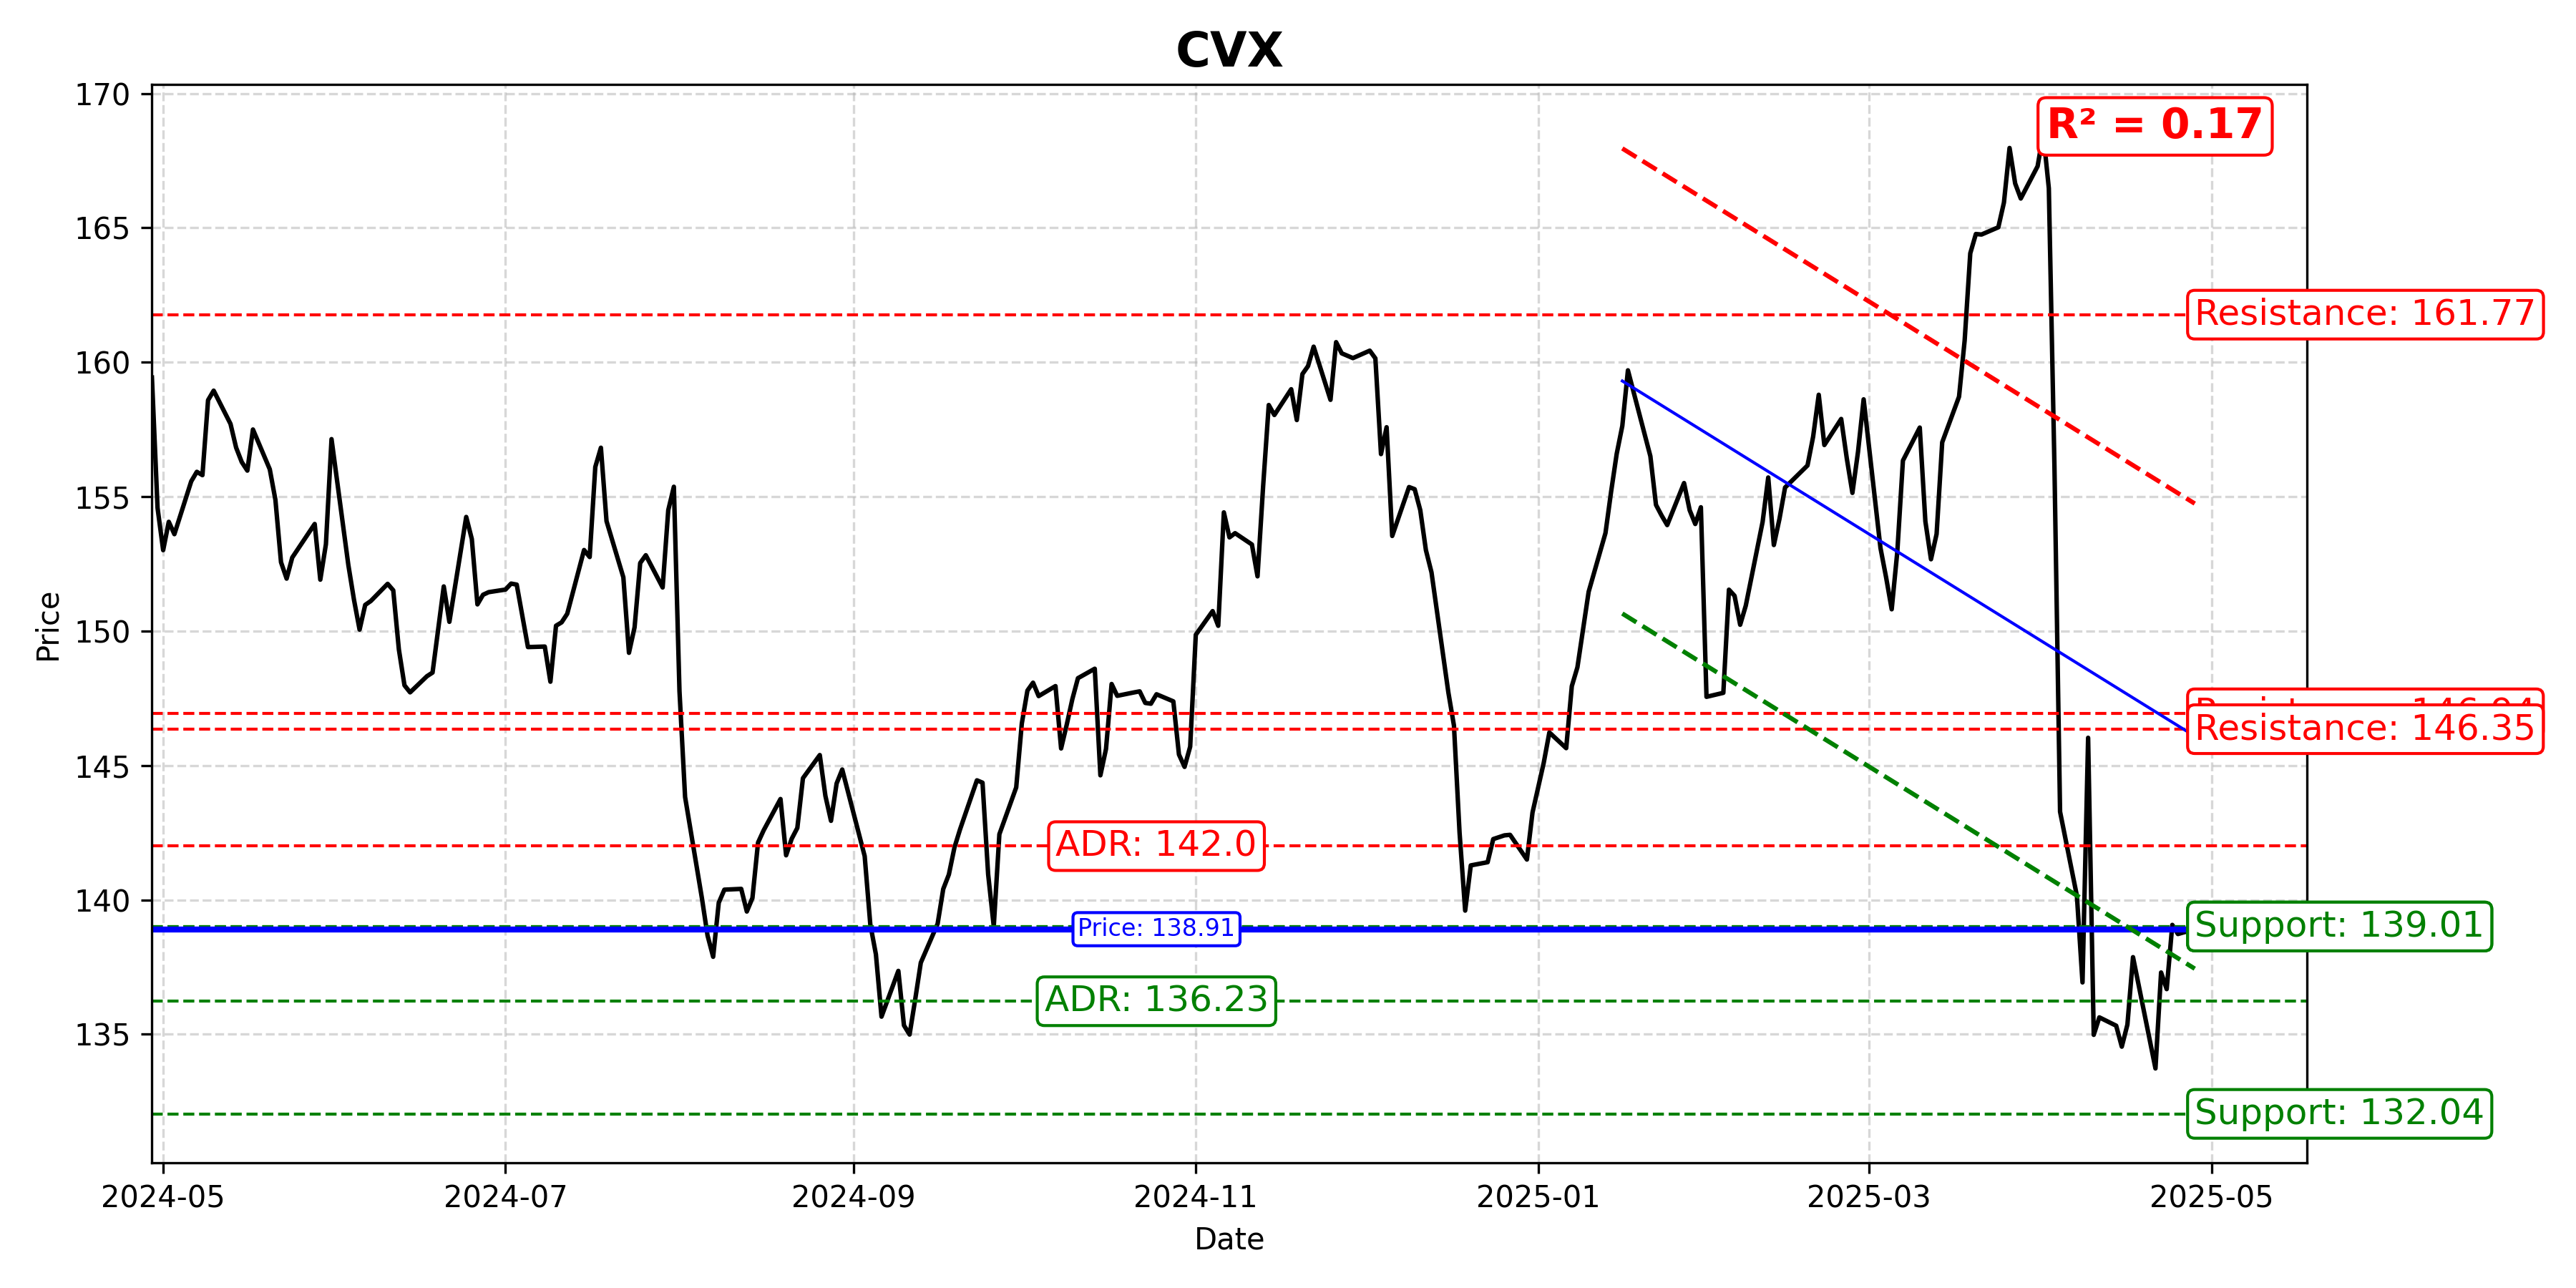 CVX
R² = 0.17
170
165
160
155
150
145
140
135
Price
Resistance: 161.77
Resistance: 146.35
ADR: 142.0
Price: 138.91
Support: 139.01
ADR: 136.23
Support: 132.04
2024-05
2024-07
2024-09
2024-11
2025-01
2025-03
2025-05
Date